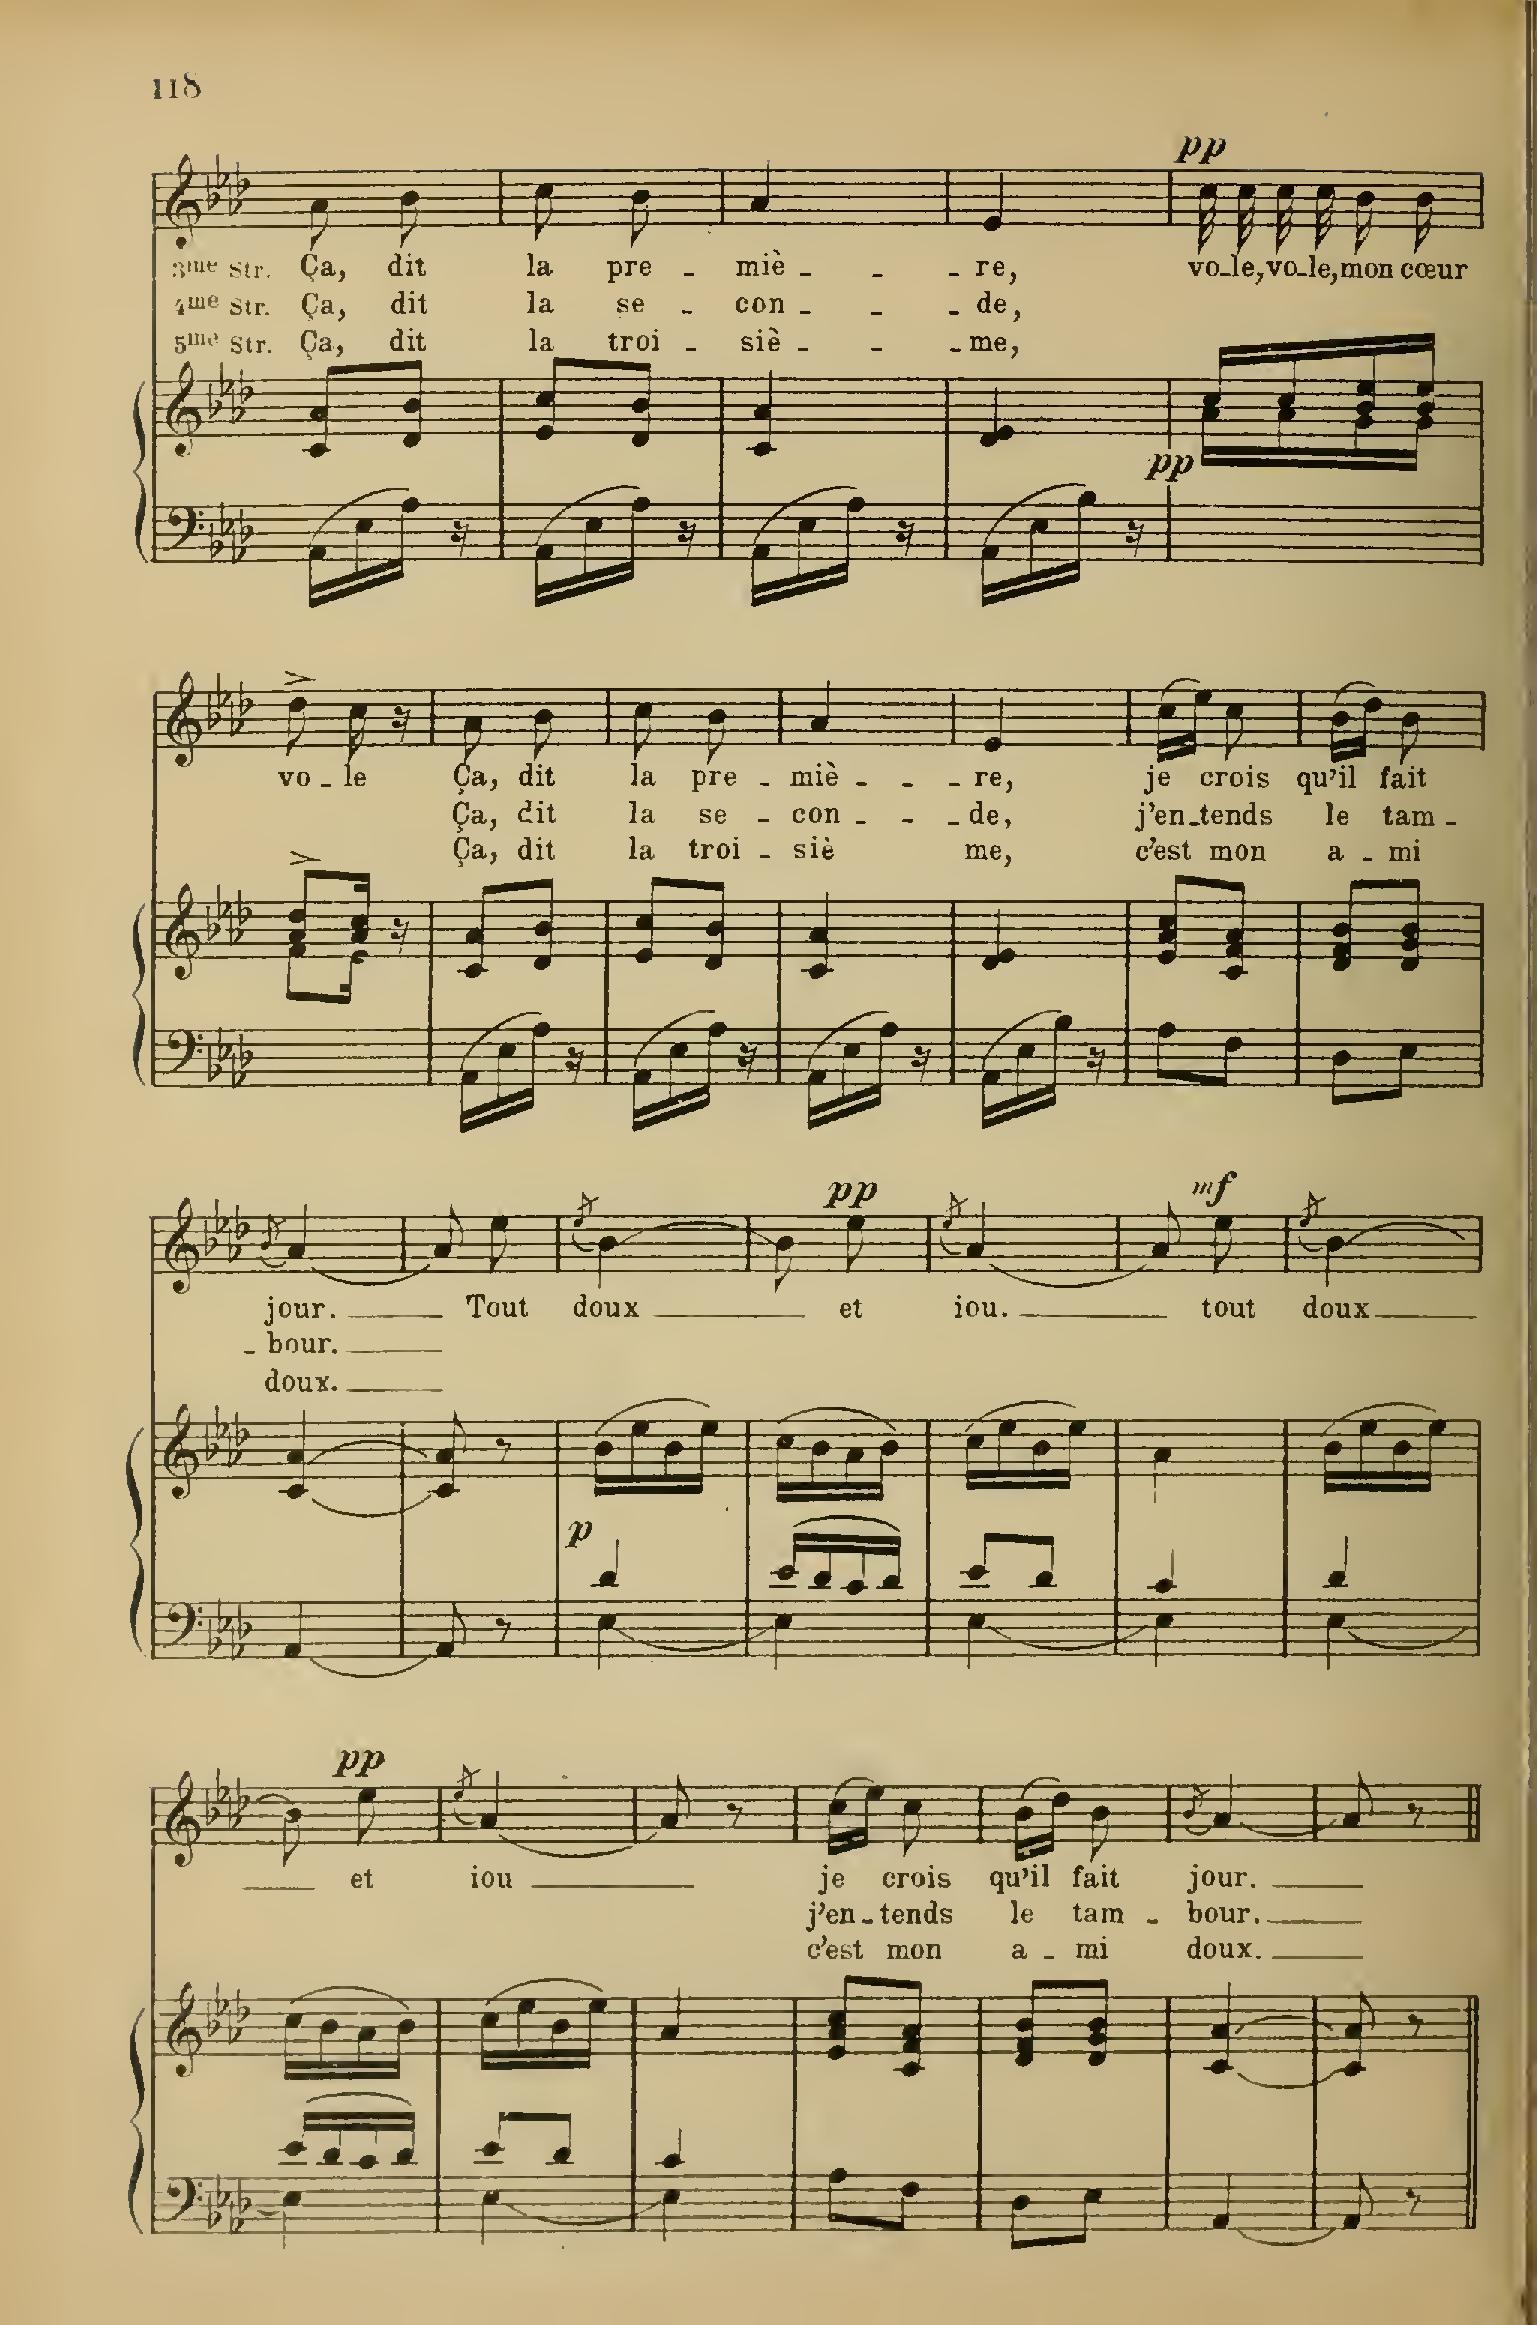 118
pp
3me Str. Ça, dit la pre - miè - - - re, vo-le, vo-le, mon cœur
4me Str. Ça, dit la se - con - - - de,
5me Str. Ça, dit la troi - siè - - - me,
pp
vo - le Ça, dit la pre - miè - - - re, je crois qu'il fait
Ça, dit la se - con - - - de, j'en-tends le tam -
Ça, dit la troi - siè me, c'est mon a - mi
pp mf
jour. Tout doux et iou. tout doux
- bour.
doux.
p
pp
et iou je crois qu'il fait jour.
j'en-tends le tam - bour.
c'est mon a - mi doux.